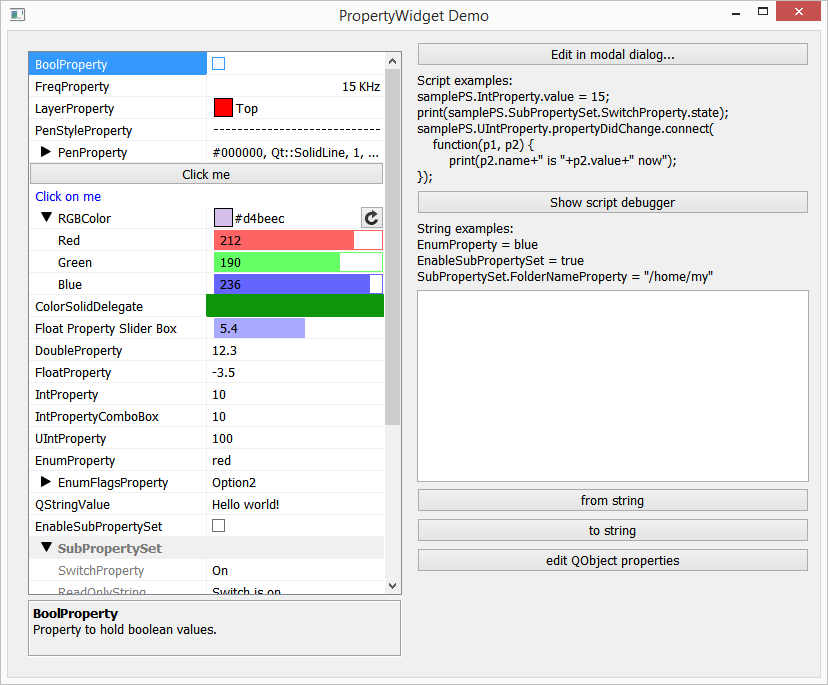 PropertyWidget Demo
BoolProperty
FreqProperty 15 KHz
LayerProperty Top
PenStyleProperty
PenProperty #000000, Qt::SolidLine, 1, ...
Click me
Click on me
RGBColor #d4beec
Red 212
Green 190
Blue 236
ColorSolidDelegate
Float Property Slider Box 5.4
DoubleProperty 12.3
FloatProperty -3.5
IntProperty 10
IntPropertyComboBox 10
UIntProperty 100
EnumProperty red
EnumFlagsProperty Option2
QStringValue Hello world!
EnableSubPropertySet
SubPropertySet
SwitchProperty On
ReadOnlyString Switch is on
BoolProperty
Property to hold boolean values.
Edit in modal dialog...
Script examples:
samplePS.IntProperty.value = 15;
print(samplePS.SubPropertySet.SwitchProperty.state);
samplePS.UIntProperty.propertyDidChange.connect(
function(p1, p2) {
print(p2.name+" is "+p2.value+" now");
});
Show script debugger
String examples:
EnumProperty = blue
EnableSubPropertySet = true
SubPropertySet.FolderNameProperty = "/home/my"
from string
to string
edit QObject properties